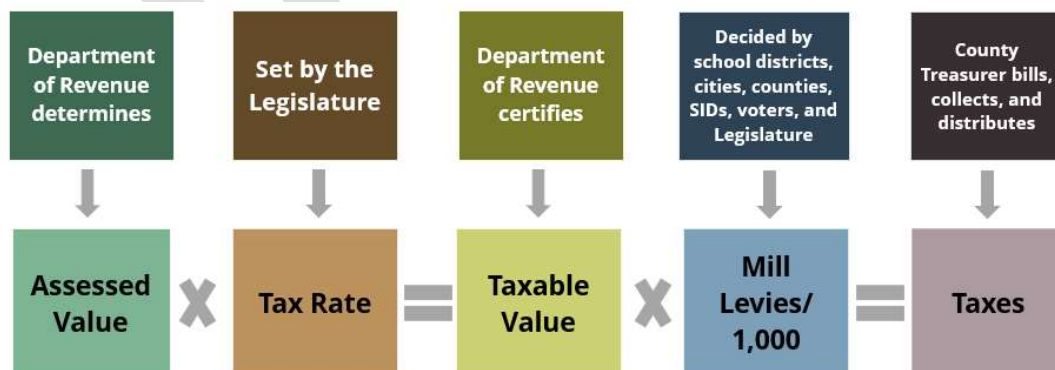 Department
of Revenue
determines
Set by the
Legislature
Department
of Revenue
certifies
Decided by
school districts,
cities, counties,
SIDs, voters, and
Legislature
County
Treasurer bills,
collects, and
distributes
Assessed
Value
Tax Rate
Taxable
Value
Mill
Levies/
1,000
Taxes